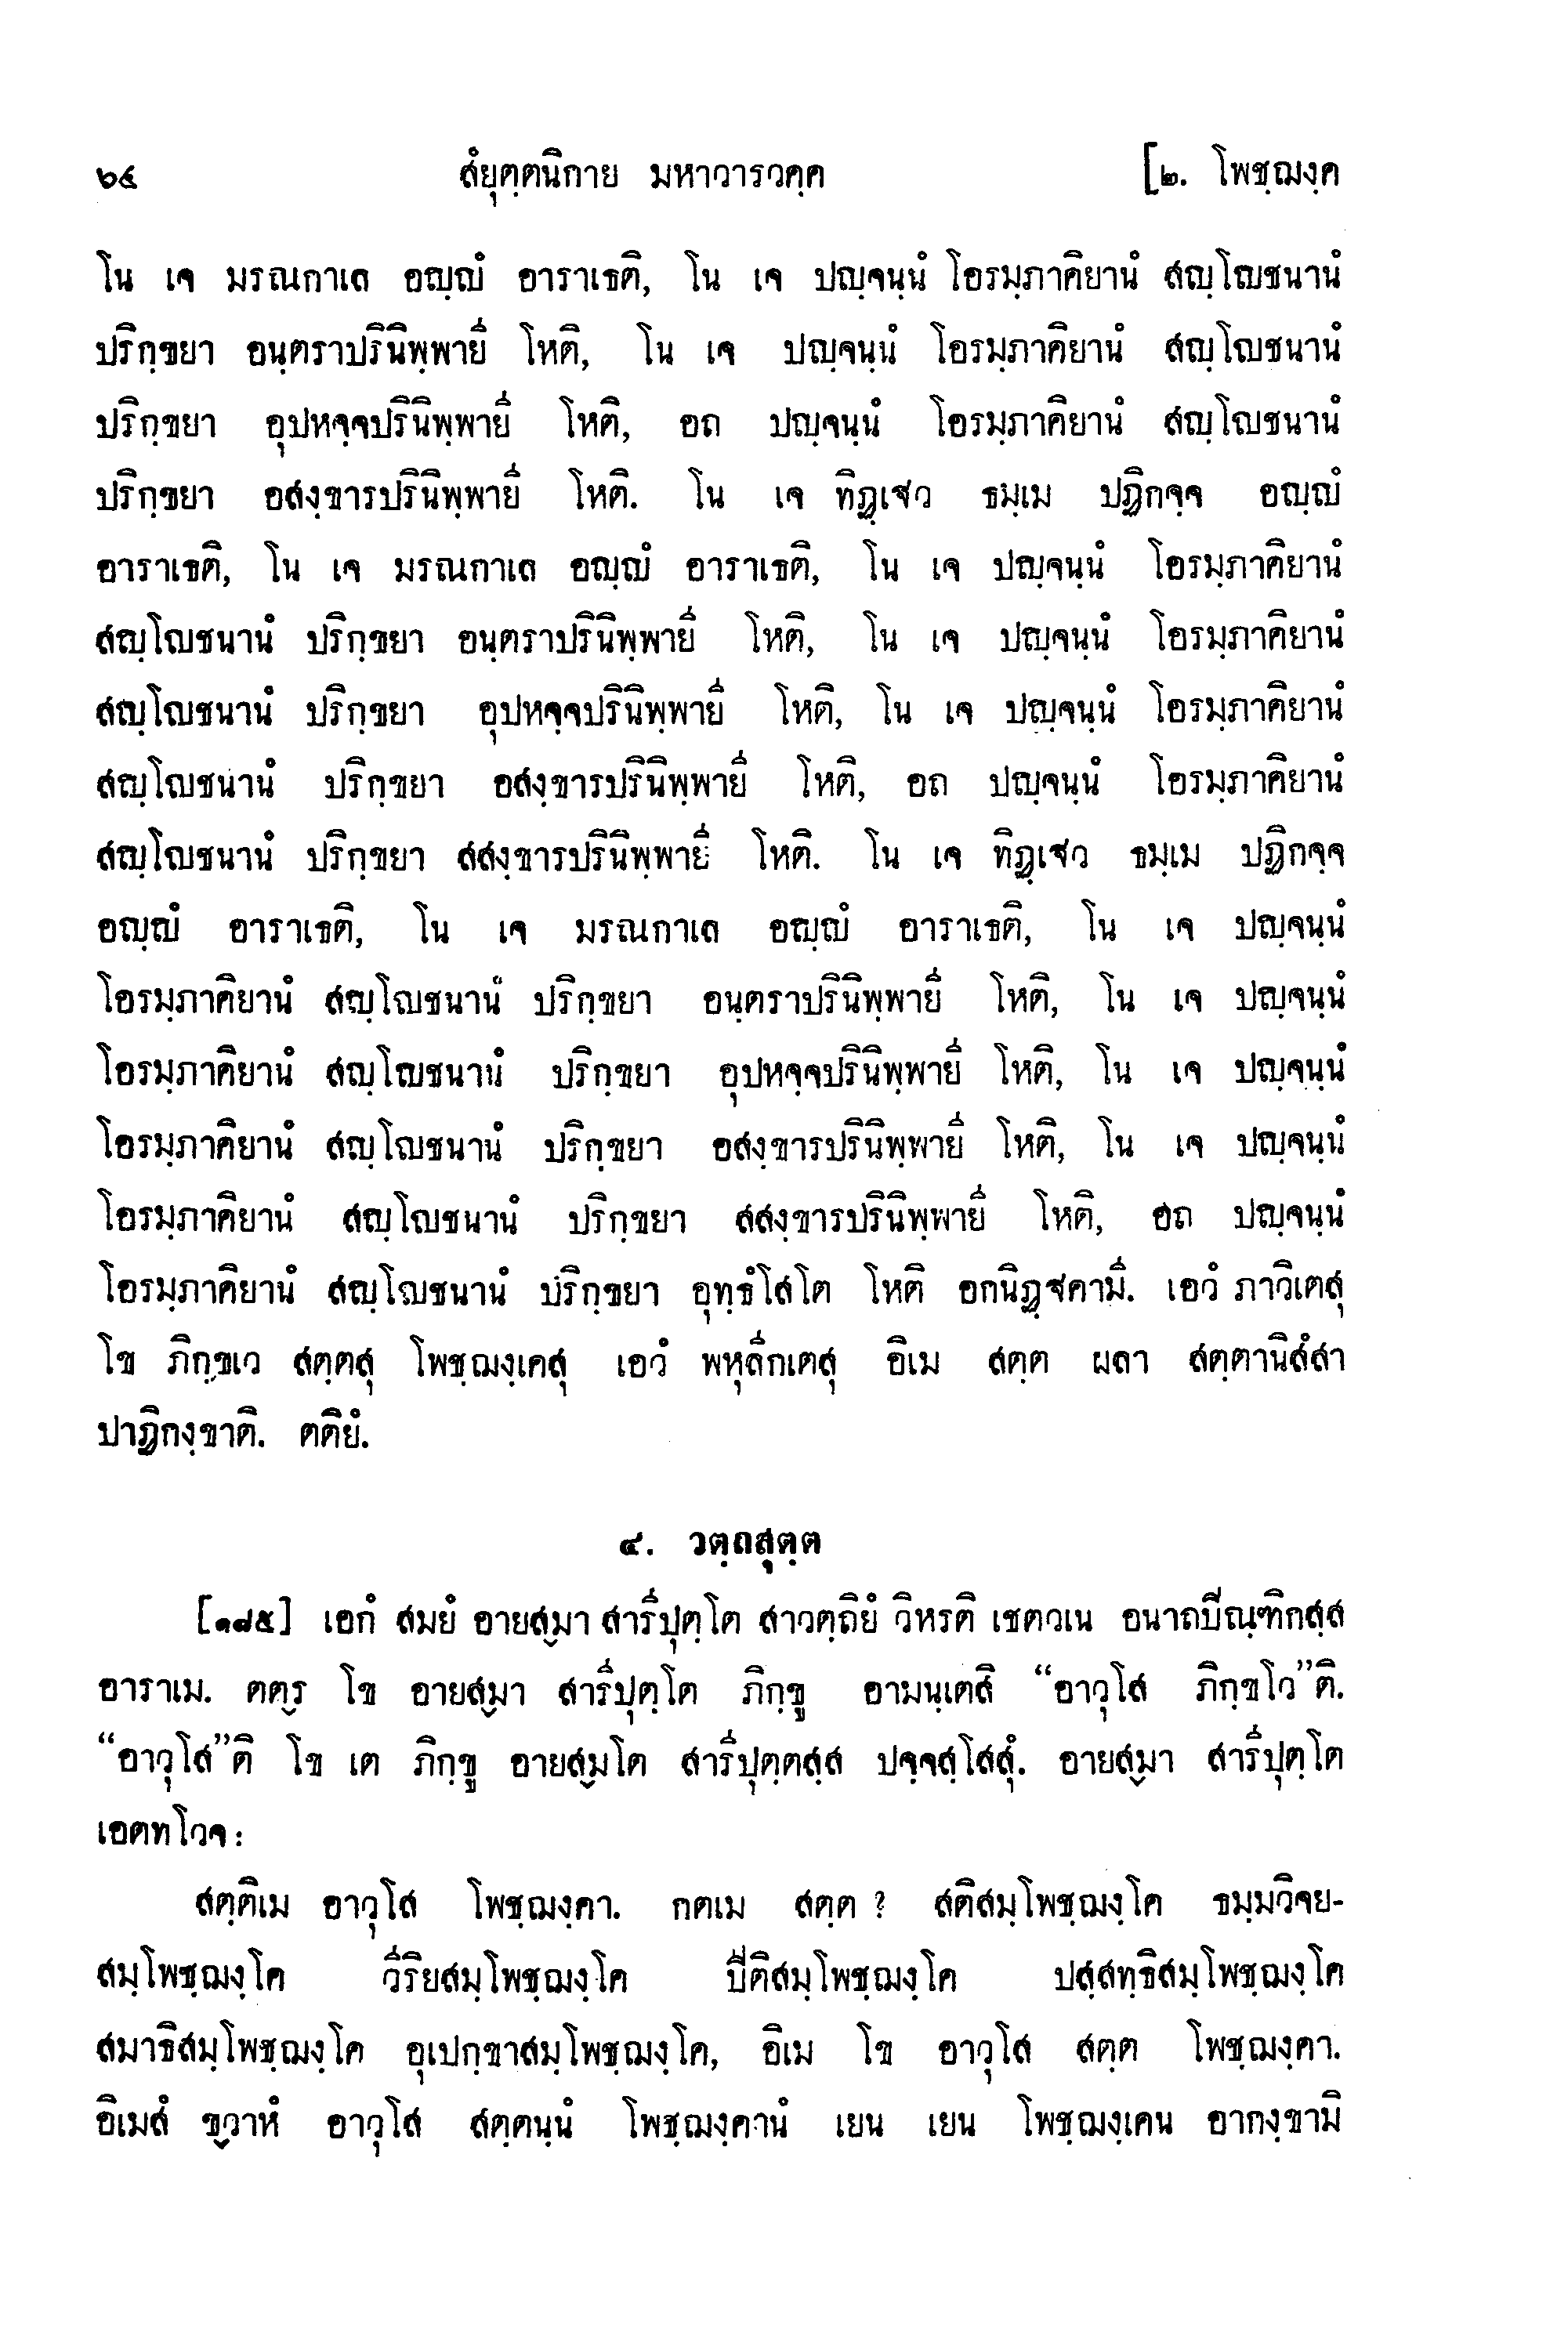 ๖๔ สํยุตฺตนิกาย มหาวารวคฺค [๒. โพชฺฌงฺค
โน เจ มรณกาเล อญฺญํ อาราเธติ, โน เจ ปญฺจนฺนํ โอรมฺภาคิยานํ สญฺโญชนานํ
ปริกฺขยา อนฺตราปรินิพฺพายี่ โหติ, โน เจ ปญฺจนฺนํ โอรมฺภาคิยานํ สญฺโญชนานํ
ปริกฺขยา อุปหจฺจปรินิพฺพายี่ โหติ, อถ ปญฺจนฺนํ โอรมฺภาคิยานํ สญฺโญชนานํ
ปริกฺขยา อสงฺขารปรินิพฺพายี่ โหติ. โน เจ ทิฏฺเฐว ธมฺเม ปฏิกจฺจ อญฺญํ
อาราเธติ, โน เจ มรณกาเล อญฺญํ อาราเธติ, โน เจ ปญฺจนฺนํ โอรมฺภาคิยานํ
สญฺโญชนานํ ปริกฺขยา อนฺตราปรินิพฺพายี่ โหติ, โน เจ ปญฺจนฺนํ โอรมฺภาคิยานํ
สญฺโญชนานํ ปริกฺขยา อุปหจฺจปรินิพฺพายี่ โหติ, โน เจ ปญฺจนฺนํ โอรมฺภาคิยานํ
สญฺโญชนานํ ปริกฺขยา อสงฺขารปรินิพฺพายี่ โหติ, อถ ปญฺจนฺนํ โอรมฺภาคิยานํ
สญฺโญชนานํ ปริกฺขยา สสงฺขารปรินิพฺพายี่ โหติ. โน เจ ทิฏฺเฐว ธมฺเม ปฏิกจฺจ
อญฺญํ อาราเธติ, โน เจ มรณกาเล อญฺญํ อาราเธติ, โน เจ ปญฺจนฺนํ
โอรมฺภาคิยานํ สญฺโญชนานํ ปริกฺขยา อนฺตราปรินิพฺพายี่ โหติ, โน เจ ปญฺจนฺนํ
โอรมฺภาคิยานํ สญฺโญชนานํ ปริกฺขยา อุปหจฺจปรินิพฺพายี่ โหติ, โน เจ ปญฺจนฺนํ
โอรมฺภาคิยานํ สญฺโญชนานํ ปริกฺขยา อสงฺขารปรินิพฺพายี่ โหติ, โน เจ ปญฺจนฺนํ
โอรมฺภาคิยานํ สญฺโญชนานํ ปริกฺขยา สสงฺขารปรินิพฺพายี่ โหติ, อถ ปญฺจนฺนํ
โอรมฺภาคิยานํ สญฺโญชนานํ ปริกฺขยา อุทฺธํโสโต โหติ อกนิฏฺฐคามี่. เอวํ ภาวิเตสุ
โข ภิกฺขเว สตฺตสุ โพชฺฌงฺเคสุ เอวํ พหุลี่กเตสุ อิเม สตฺต ผลา สตฺตานิสํสา
ปาฏิกงฺขาติ. ตติยํ.
๔. วตฺถสุตฺต
[๑๘๕] เอกํ สมยํ อายสฺมา สารี่ปุตฺโต สาวตฺถิยํ วิหรติ เชตวเน อนาถปิณฺฑิกสฺส
อาราเม. ตตฺร โข อายสฺมา สารี่ปุตฺโต ภิกฺขู อามนฺเตสิ “อาวุโส ภิกฺขโว”ติ.
“อาวุโส”ติ โข เต ภิกฺขู อายสฺมโต สารี่ปุตฺตสฺส ปจฺจสฺโสสุํ. อายสฺมา สารี่ปุตฺโต
เอตทโวจ:
สตฺติเม อาวุโส โพชฺฌงฺคา. กตเม สตฺต ? สติสมฺโพชฺฌงฺโค ธมฺมวิจย-
สมฺโพชฺฌงฺโค วี่ริยสมฺโพชฺฌงฺโค ปี่ติสมฺโพชฺฌงฺโค ปสฺสทฺธิสมฺโพชฺฌงฺโค
สมาธิสมฺโพชฺฌงฺโค อุเปกฺขาสมฺโพชฺฌงฺโค, อิเม โข อาวุโส สตฺต โพชฺฌงฺคา.
อิเมสํ ขฺวาหํ อาวุโส สตฺตนฺนํ โพชฺฌงฺคานํ เยน เยน โพชฺฌงฺเคน อากงฺขามิ